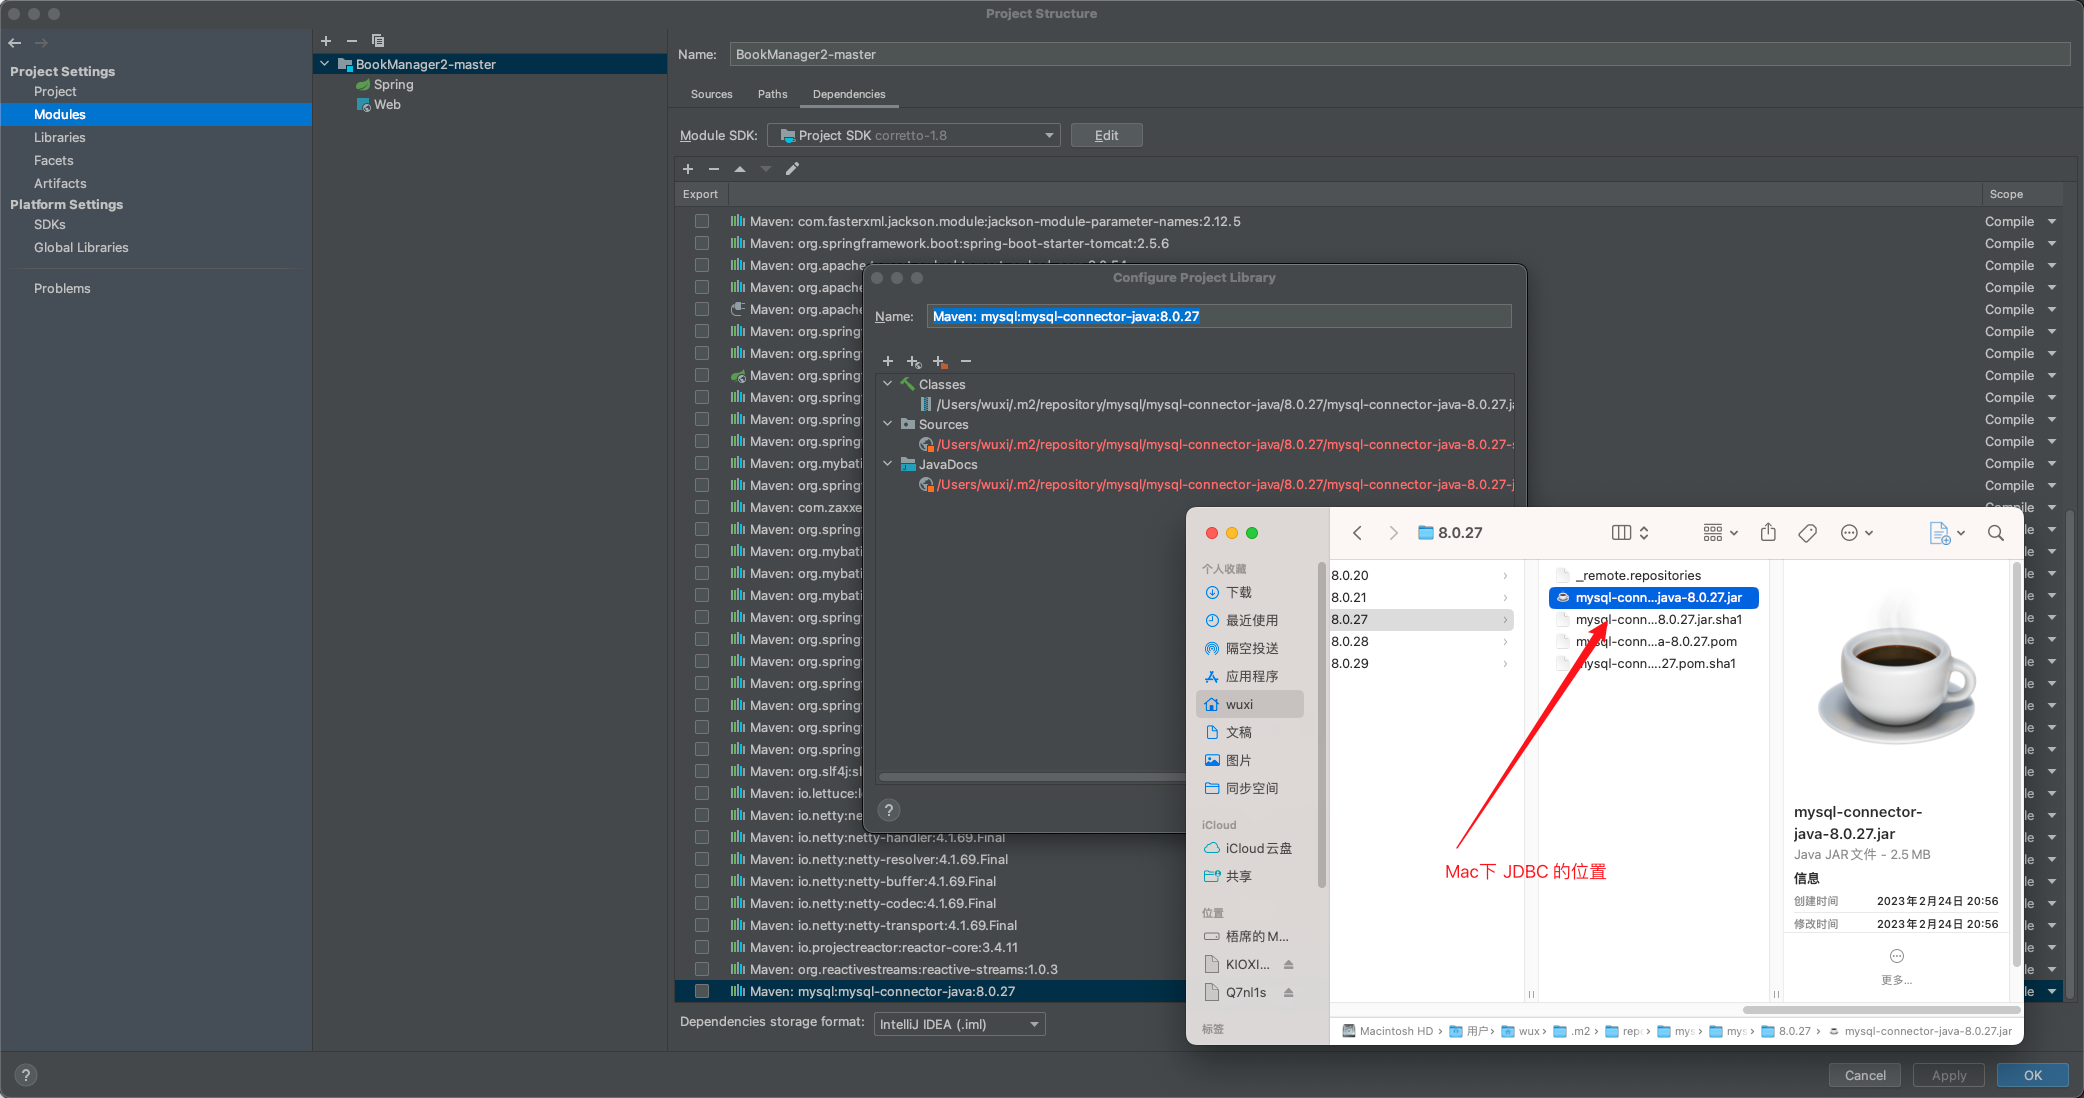 Project Structure
Project Settings
Project
Modules
Libraries
Facets
Artifacts
Platform Settings
SDKs
Global Libraries
Problems
BookManager2-master
Spring
Web
Name: BookManager2-master
Sources Paths Dependencies
Module SDK: Project SDK corretto-1.8 Edit
Export Scope
Maven: com.fasterxml.jackson.module:jackson-module-parameter-names:2.12.5 Compile
Maven: org.springframework.boot:spring-boot-starter-tomcat:2.5.6 Compile
Maven: org.apache Compile
Maven: org.apache Compile
Maven: org.apache Compile
Maven: org.spring Compile
Maven: org.spring Compile
Maven: org.spring Compile
Maven: org.spring Compile
Maven: org.spring Compile
Maven: org.spring Compile
Maven: org.mybati Compile
Maven: org.spring Compile
Maven: com.zaxxe Compile
Maven: org.spring le
Maven: org.mybati le
Maven: org.mybati le
Maven: org.mybati le
Maven: org.spring le
Maven: org.spring le
Maven: org.spring le
Maven: org.spring le
Maven: org.spring le
Maven: org.spring le
Maven: org.spring le
Maven: org.slf4j:sl le
Maven: io.lettuce:l le
Maven: io.netty:ne le
Maven: io.netty:netty-handler:4.1.69.Final le
Maven: io.netty:netty-resolver:4.1.69.Final le
Maven: io.netty:netty-buffer:4.1.69.Final le
Maven: io.netty:netty-codec:4.1.69.Final le
Maven: io.netty:netty-transport:4.1.69.Final le
Maven: io.projectreactor:reactor-core:3.4.11 le
Maven: org.reactivestreams:reactive-streams:1.0.3 le
Maven: mysql:mysql-connector-java:8.0.27 le
Dependencies storage format: IntelliJ IDEA (.iml)
? Cancel Apply OK
Configure Project Library
Name: Maven: mysql:mysql-connector-java:8.0.27
Classes
/Users/wuxi/.m2/repository/mysql/mysql-connector-java/8.0.27/mysql-connector-java-8.0.27.ja
Sources
/Users/wuxi/.m2/repository/mysql/mysql-connector-java/8.0.27/mysql-connector-java-8.0.27-s
JavaDocs
/Users/wuxi/.m2/repository/mysql/mysql-connector-java/8.0.27/mysql-connector-java-8.0.27-j
?
8.0.27
个人收藏
下载
最近使用
隔空投送
应用程序
wuxi
文稿
图片
同步空间
iCloud
iCloud云盘
共享
位置
梧席的M...
KIOXI...
Q7nl1s
标签
8.0.20
8.0.21
8.0.27
8.0.28
8.0.29
_remote.repositories
mysql-conn...java-8.0.27.jar
mysql-conn...8.0.27.jar.sha1
mysql-conn...a-8.0.27.pom
mysql-conn....27.pom.sha1
Mac下 JDBC 的位置
mysql-connector-
java-8.0.27.jar
Java JAR文件 - 2.5 MB
信息
创建时间 2023年2月24日 20:56
修改时间 2023年2月24日 20:56
更多...
Macintosh HD › 用户 › wux › .m2 › rep › mys › mys › 8.0.27 › mysql-connector-java-8.0.27.jar